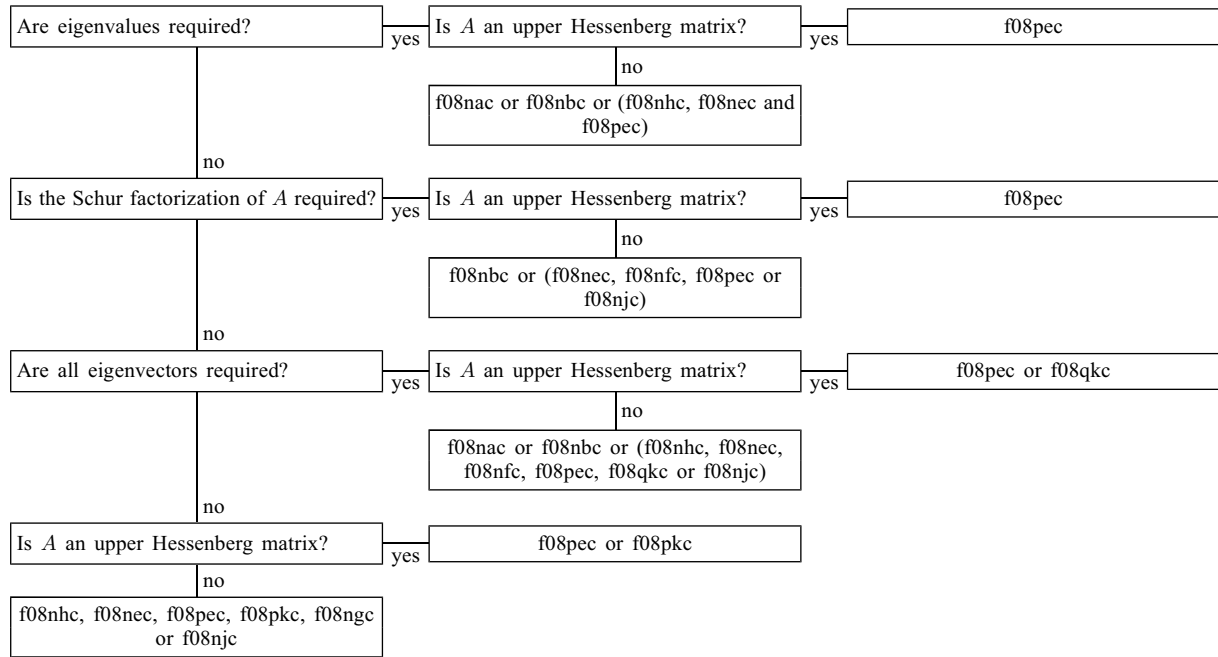 Are eigenvalues required?
yes
Is A an upper Hessenberg matrix?
yes
f08pec
no
f08nac or f08nbc or (f08nhc, f08nec and
f08pec)
no
Is the Schur factorization of A required?
yes
Is A an upper Hessenberg matrix?
yes
f08pec
no
f08nbc or (f08nec, f08nfc, f08pec or
f08njc)
no
Are all eigenvectors required?
yes
Is A an upper Hessenberg matrix?
yes
f08pec or f08qkc
no
f08nac or f08nbc or (f08nhc, f08nec,
f08nfc, f08pec, f08qkc or f08njc)
no
Is A an upper Hessenberg matrix?
yes
f08pec or f08pkc
no
f08nhc, f08nec, f08pec, f08pkc, f08ngc
or f08njc